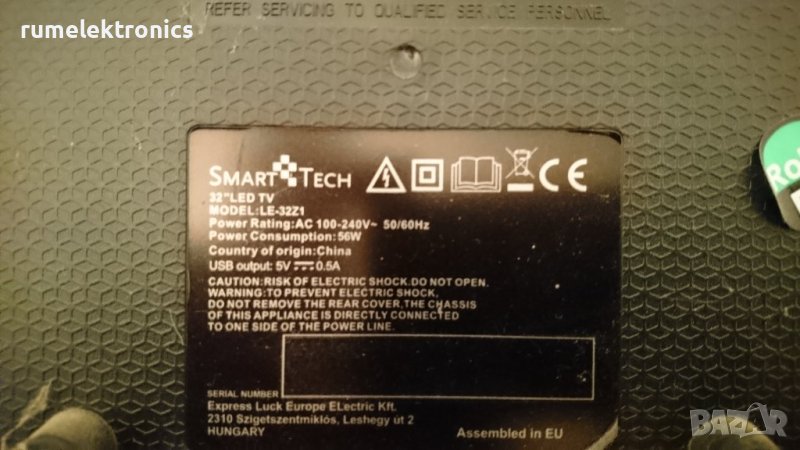 REFER SERVICING TO QUALIFIED SERVICE PERSONNEL
rumelektronics
SMART TECH
32"LED TV
MODEL:LE-32Z1
Power Rating:AC 100-240V~ 50/60Hz
Power Consumption:56W
Country of origin:China
USB output: 5V 0.5A
CAUTION:RISK OF ELECTRIC SHOCK.DO NOT OPEN.
WARNING:TO PREVENT ELECTRIC SHOCK,
DO NOT REMOVE THE REAR COVER.THE CHASSIS
OF THIS APPLIANCE IS DIRECTLY CONNECTED
TO ONE SIDE OF THE POWER LINE.
SERIAL NUMBER
Express Luck Europe ELectric Kft.
2310 Szigetszentmiklós, Leshegy út 2
HUNGARY
Assembled in EU
CE
BAZAR